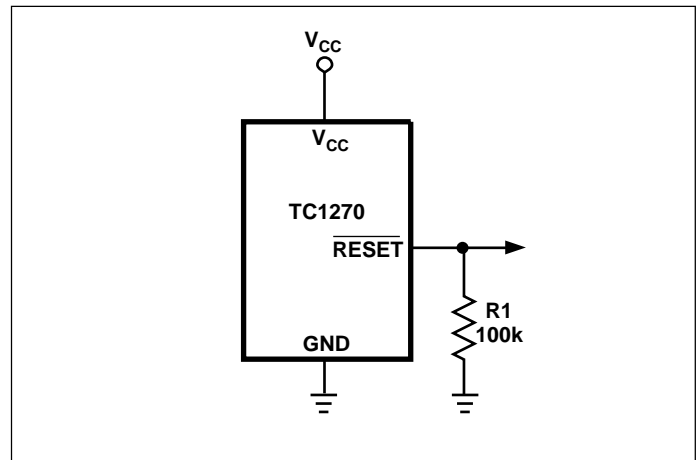 VCC
VCC
TC1270
RESET
R1
100k
GND